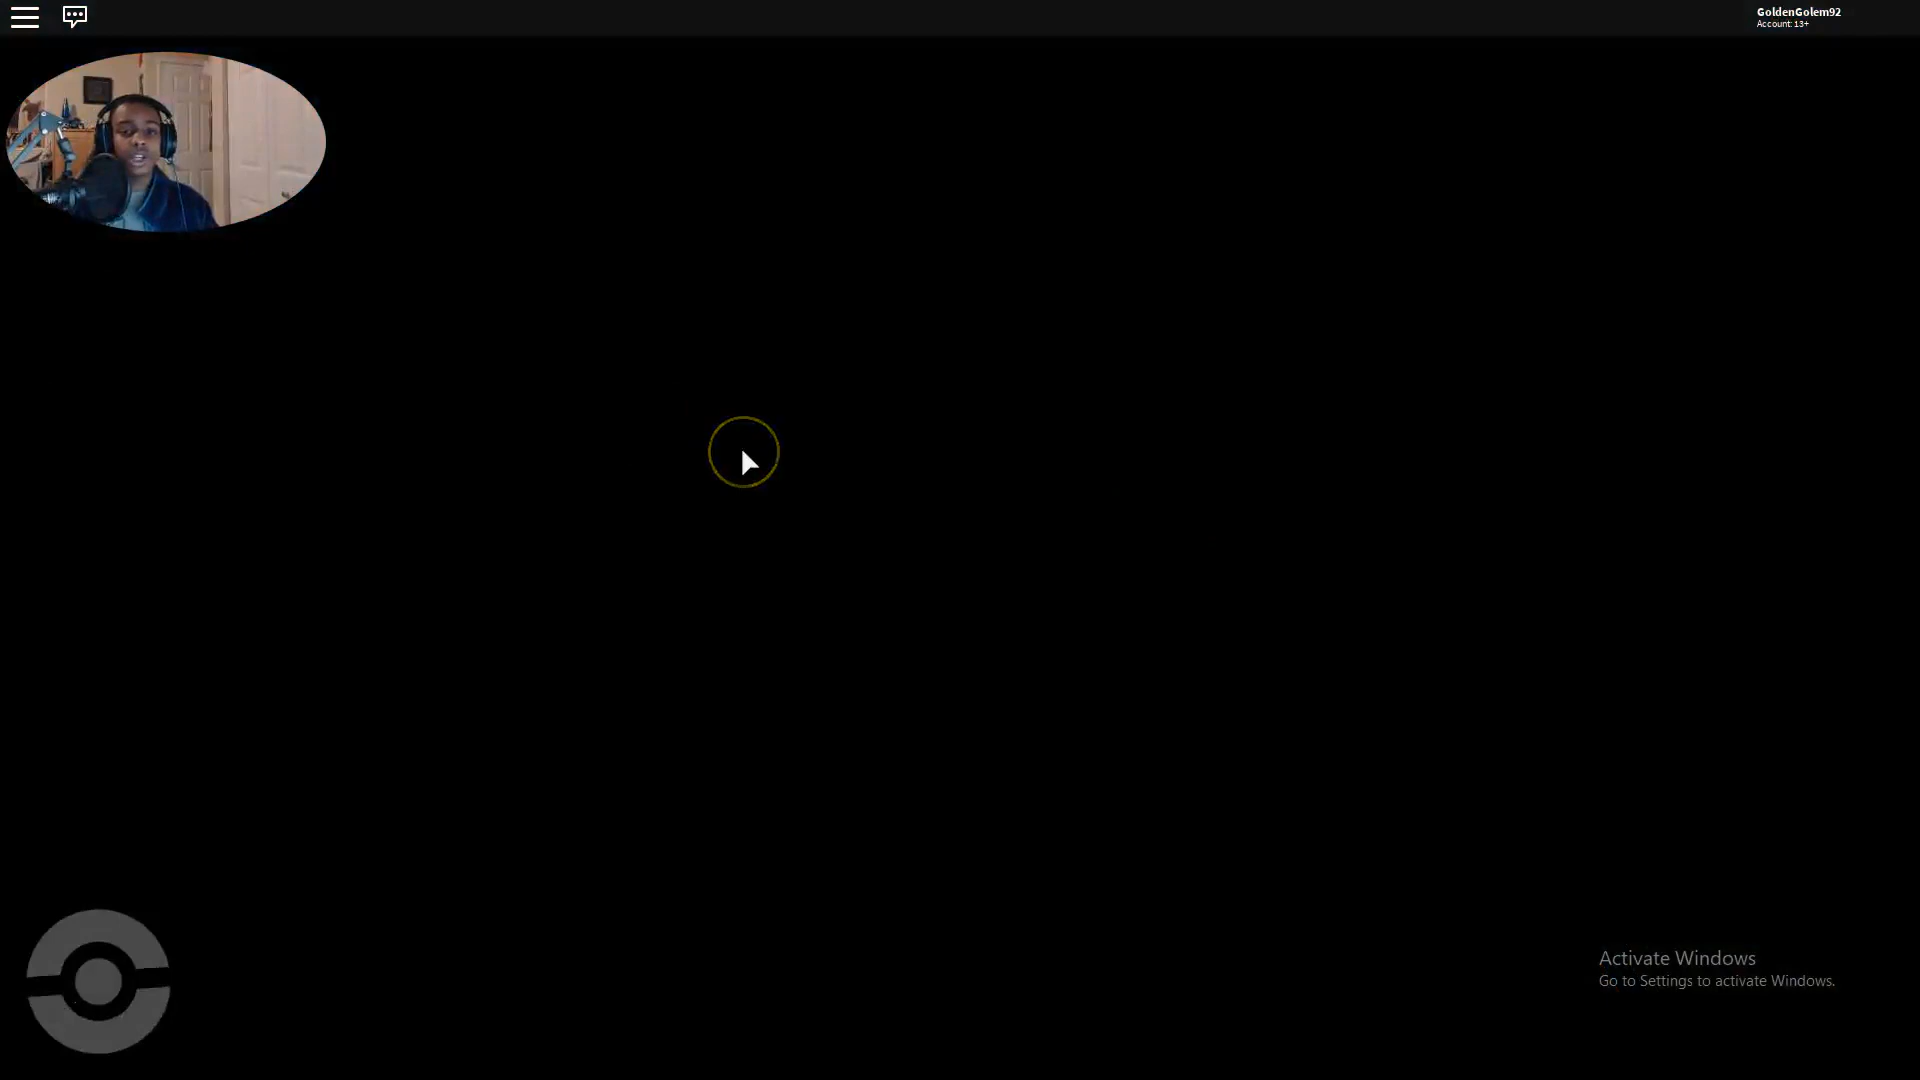 GoldenGolem92
Account: 13+
Activate Windows
Go to Settings to activate Windows.